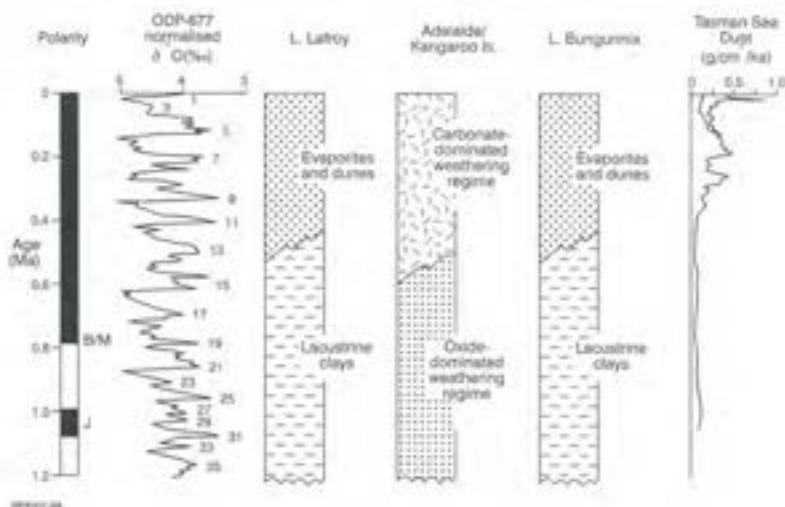 Polarity
ODP-677
normalised
∂ O(‰)
5 4 3
L. Lefroy
Adelaide/
Kangaroo Is.
L. Bungunnia
Tasman Sea
Dust
(g/cm /ka)
0 0.5 1.0
Age
(Ma)
0
0.2
0.4
0.6
0.8
1.0
1.2
B/M
J
1
3
5
7
9
11
13
15
17
19
21
23
25
27
29
31
33
35
Evaporites
and dunes
Lacustrine
clays
Carbonate-
dominated
weathering
regime
Oxide-
dominated
weathering
regime
Evaporites
and dunes
Lacustrine
clays